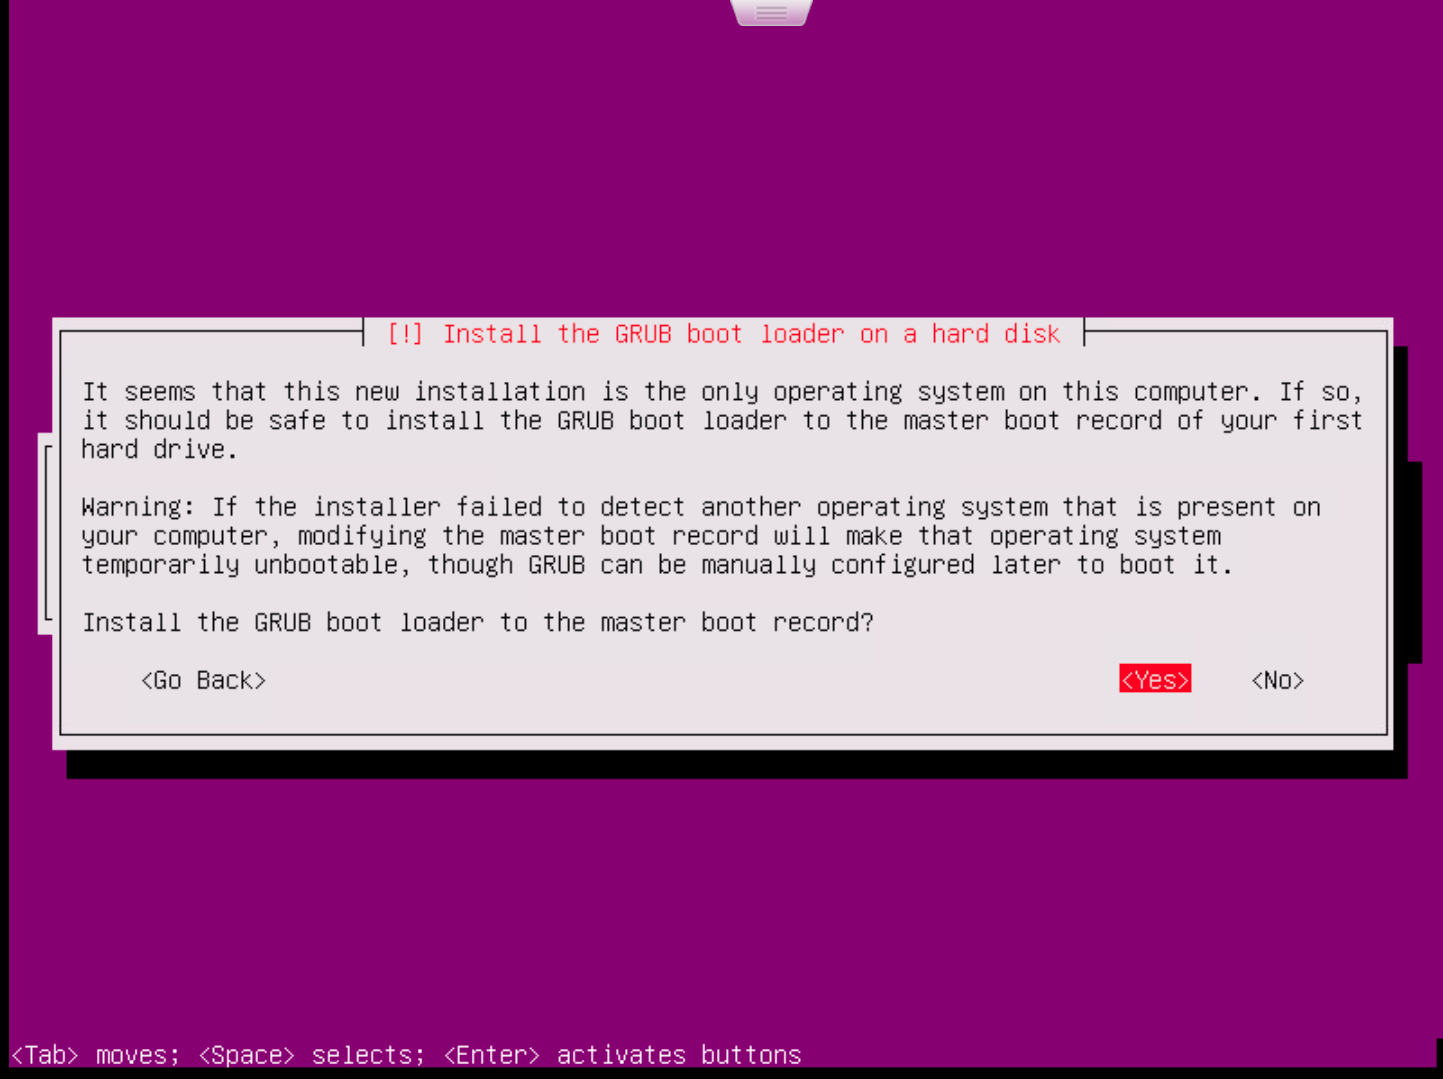 [!] Install the GRUB boot loader on a hard disk
It seems that this new installation is the only operating system on this computer. If so,
it should be safe to install the GRUB boot loader to the master boot record of your first
hard drive.
Warning: If the installer failed to detect another operating system that is present on
your computer, modifying the master boot record will make that operating system
temporarily unbootable, though GRUB can be manually configured later to boot it.
Install the GRUB boot loader to the master boot record?
<Go Back> <Yes> <No>
<Tab> moves; <Space> selects; <Enter> activates buttons